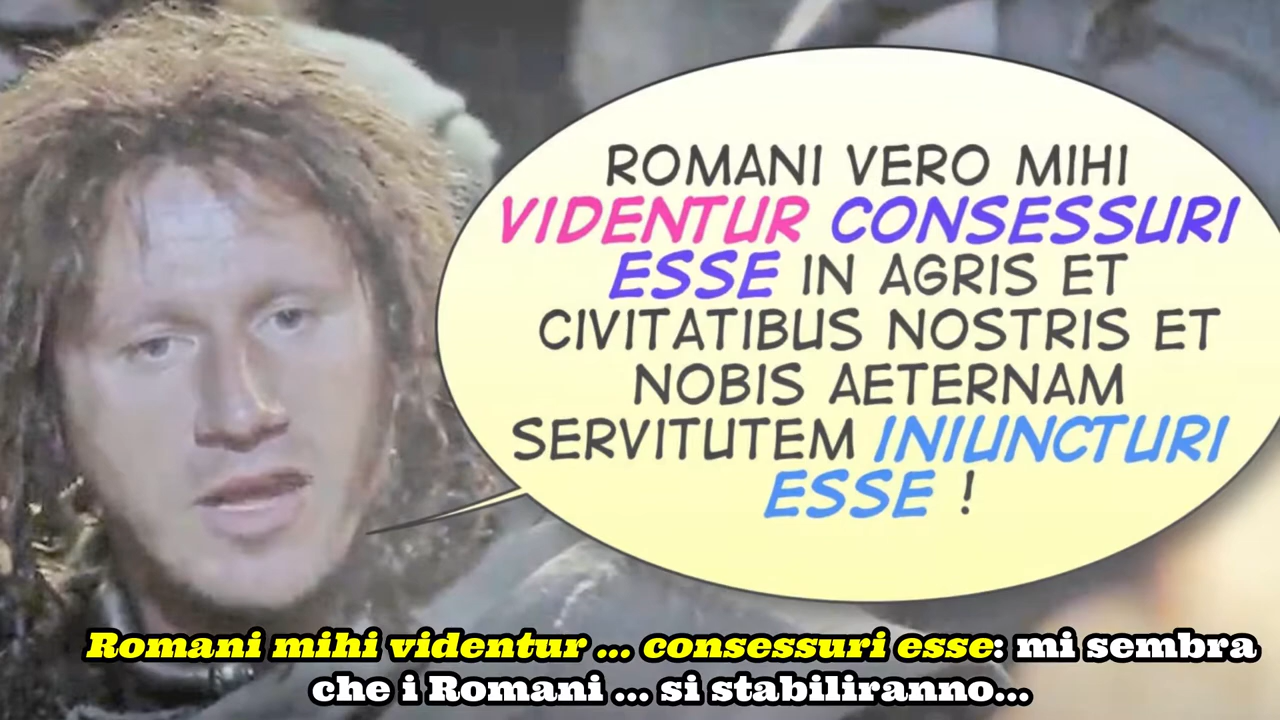 ROMANI VERO MIHI
VIDENTUR CONSESSURI
ESSE IN AGRIS ET
CIVITATIBUS NOSTRIS ET
NOBIS AETERNAM
SERVITUTEM INIUNCTURI
ESSE !
Romani mihi videntur ... consessuri esse: mi sembra
che i Romani ... si stabiliranno...